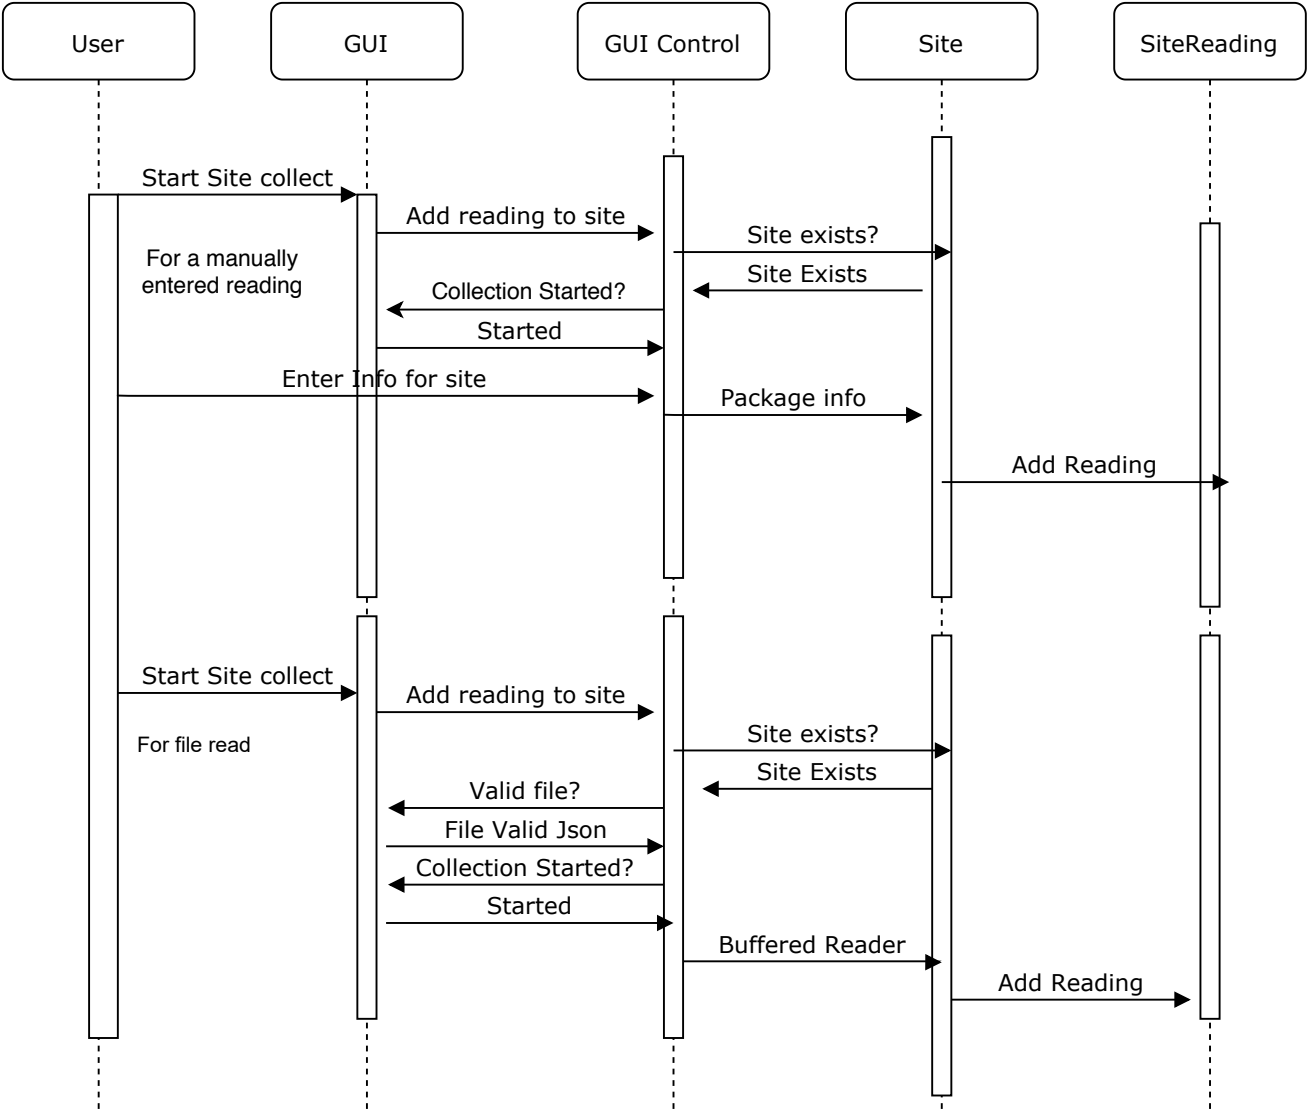 User
GUI
GUI Control
Site
SiteReading
Start Site collect
Add reading to site
Site exists?
For a manually
entered reading
Site Exists
Collection Started?
Started
Enter Info for site
Package info
Add Reading
Start Site collect
Add reading to site
Site exists?
For file read
Site Exists
Valid file?
File Valid Json
Collection Started?
Started
Buffered Reader
Add Reading